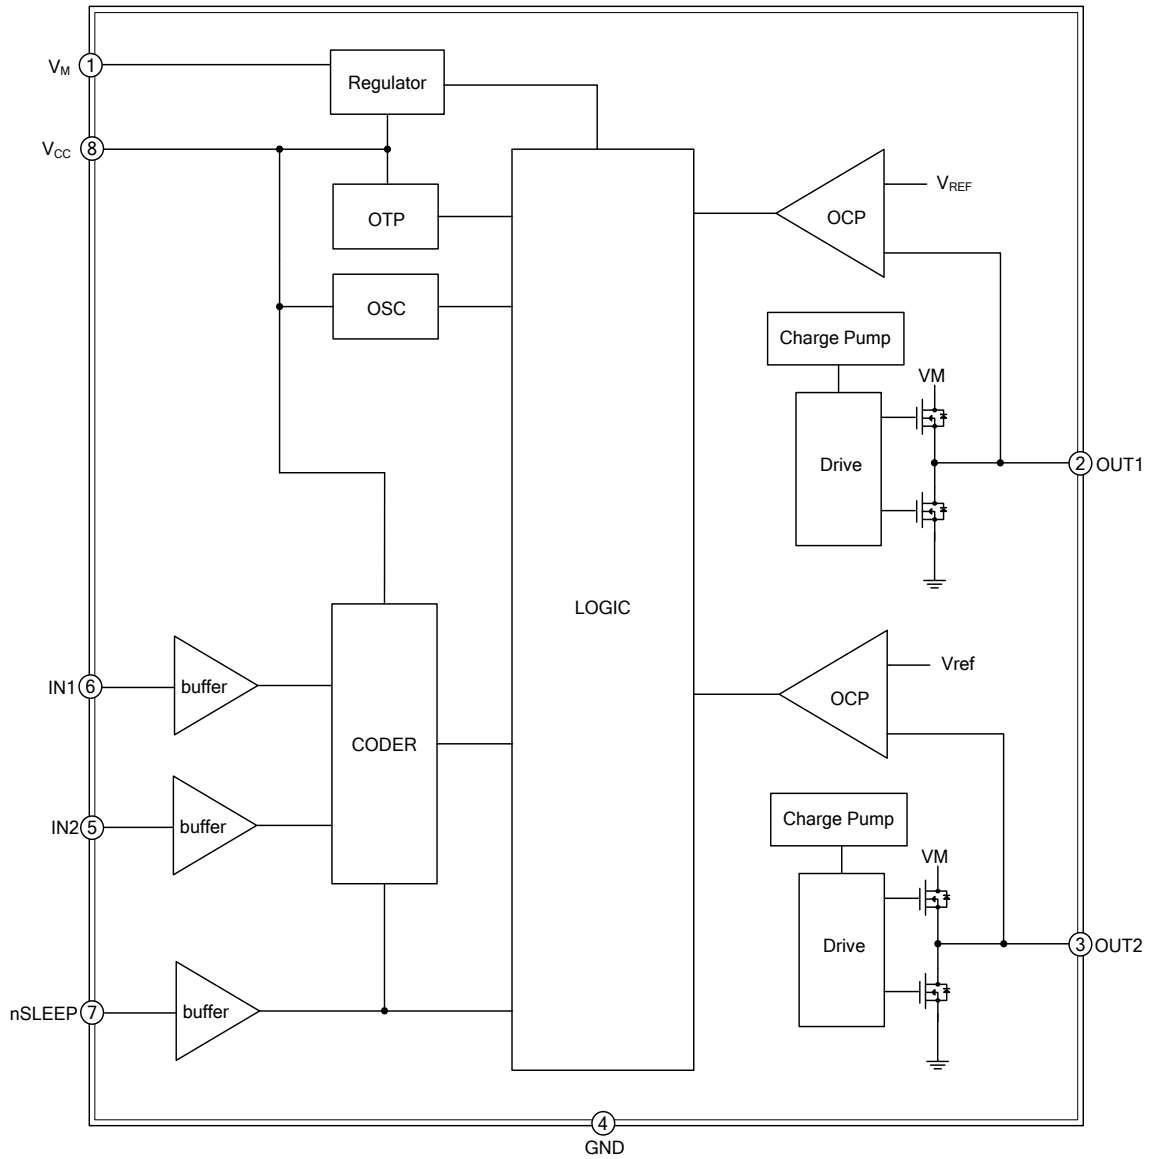 VM 1
Regulator
VCC 8
OTP
OSC
OCP
VREF
Charge Pump
VM
Drive
2 OUT1
LOGIC
IN1 6
buffer
CODER
OCP
Vref
IN2 5
buffer
Charge Pump
VM
Drive
3 OUT2
nSLEEP 7
buffer
4
GND